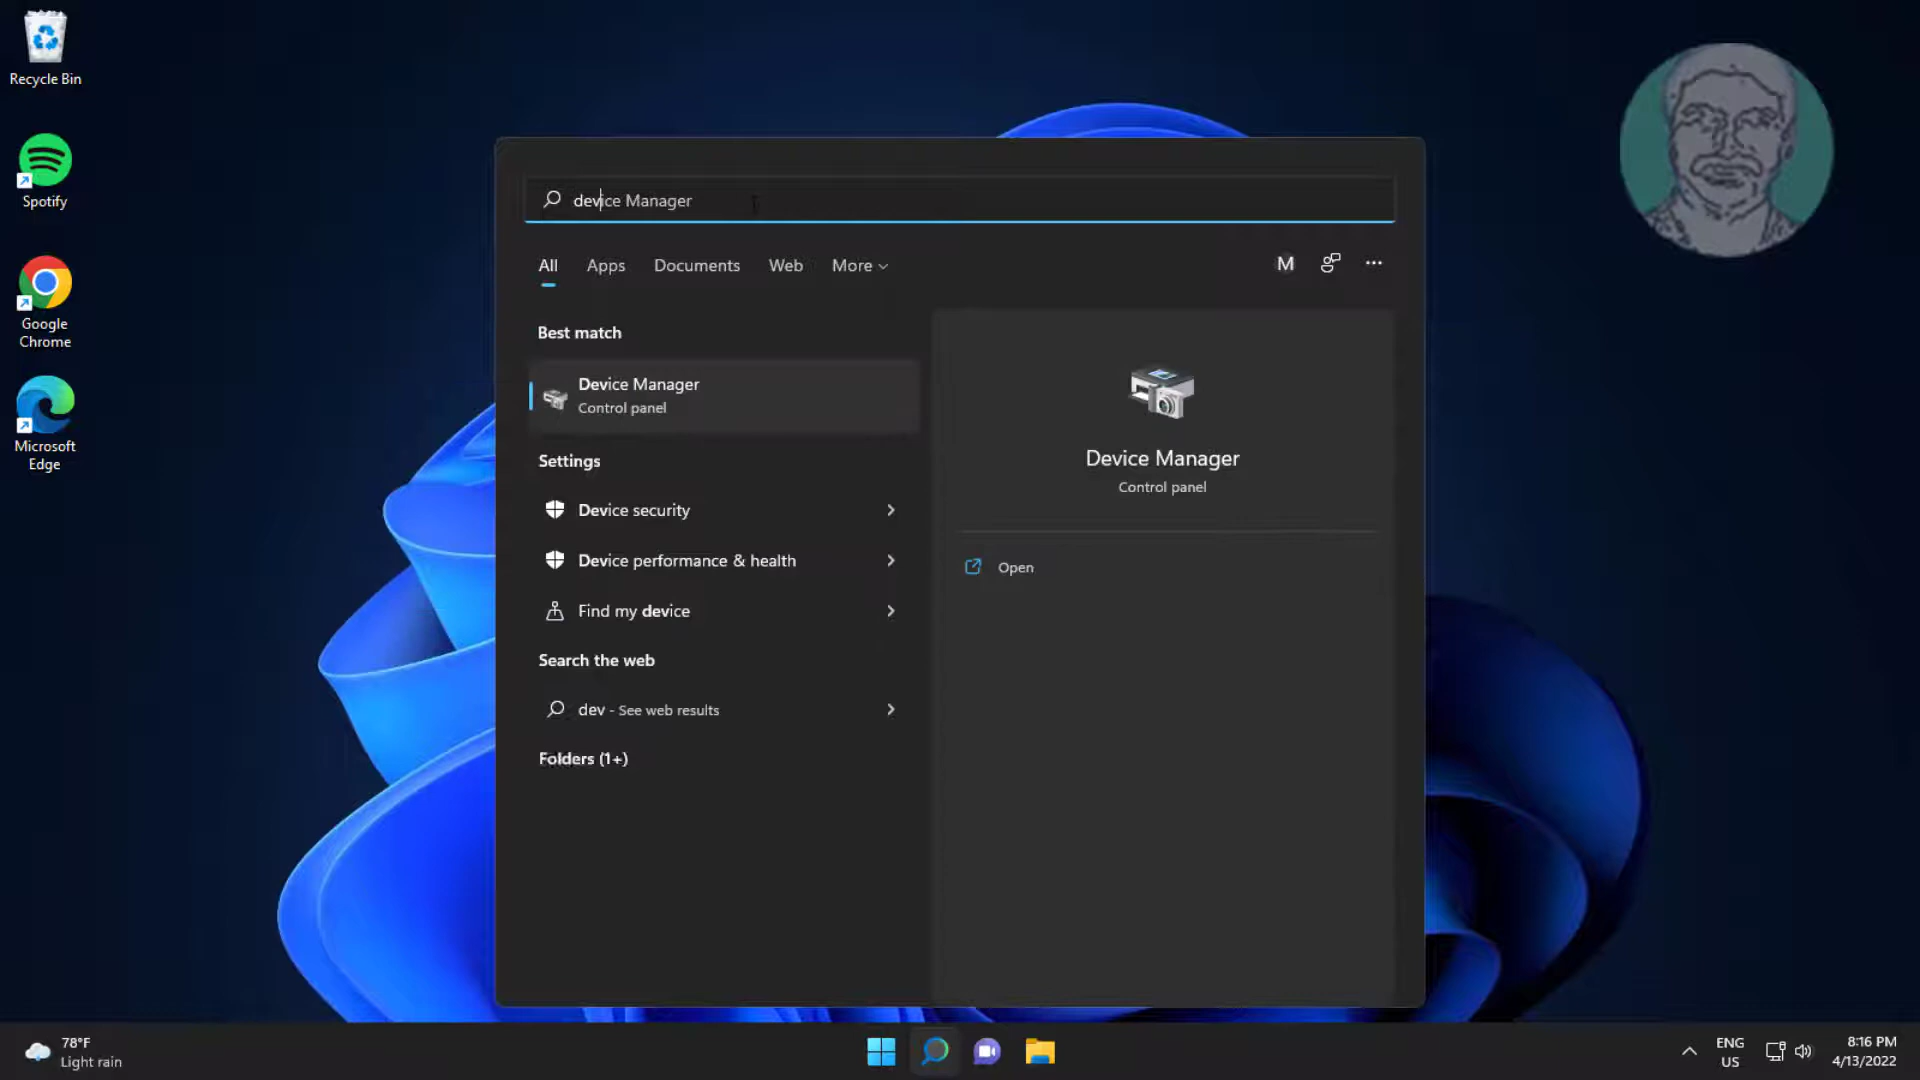 Recycle Bin
Spotify
Google
Chrome
Microsoft
Edge
device Manager
All Apps Documents Web More
M
Best match
Device Manager
Control panel
Settings
Device security
Device performance & health
Find my device
Search the web
dev - See web results
Folders (1+)
Device Manager
Control panel
Open
78°F
Light rain
ENG
US
8:16 PM
4/13/2022